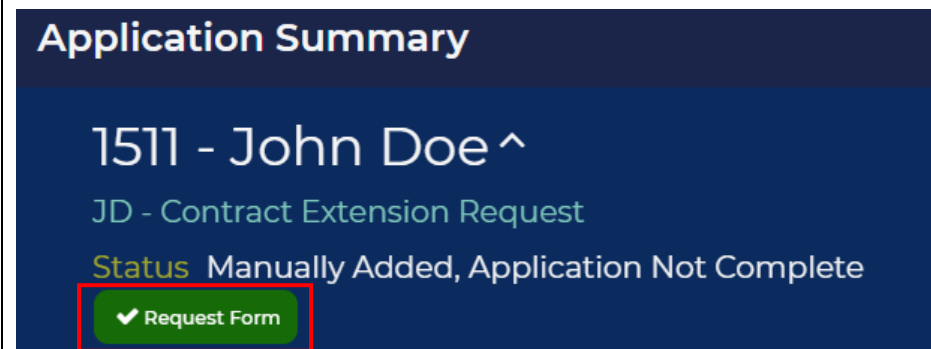 Application Summary
1511 - John Doe ^
JD - Contract Extension Request
Status Manually Added, Application Not Complete
✔ Request Form